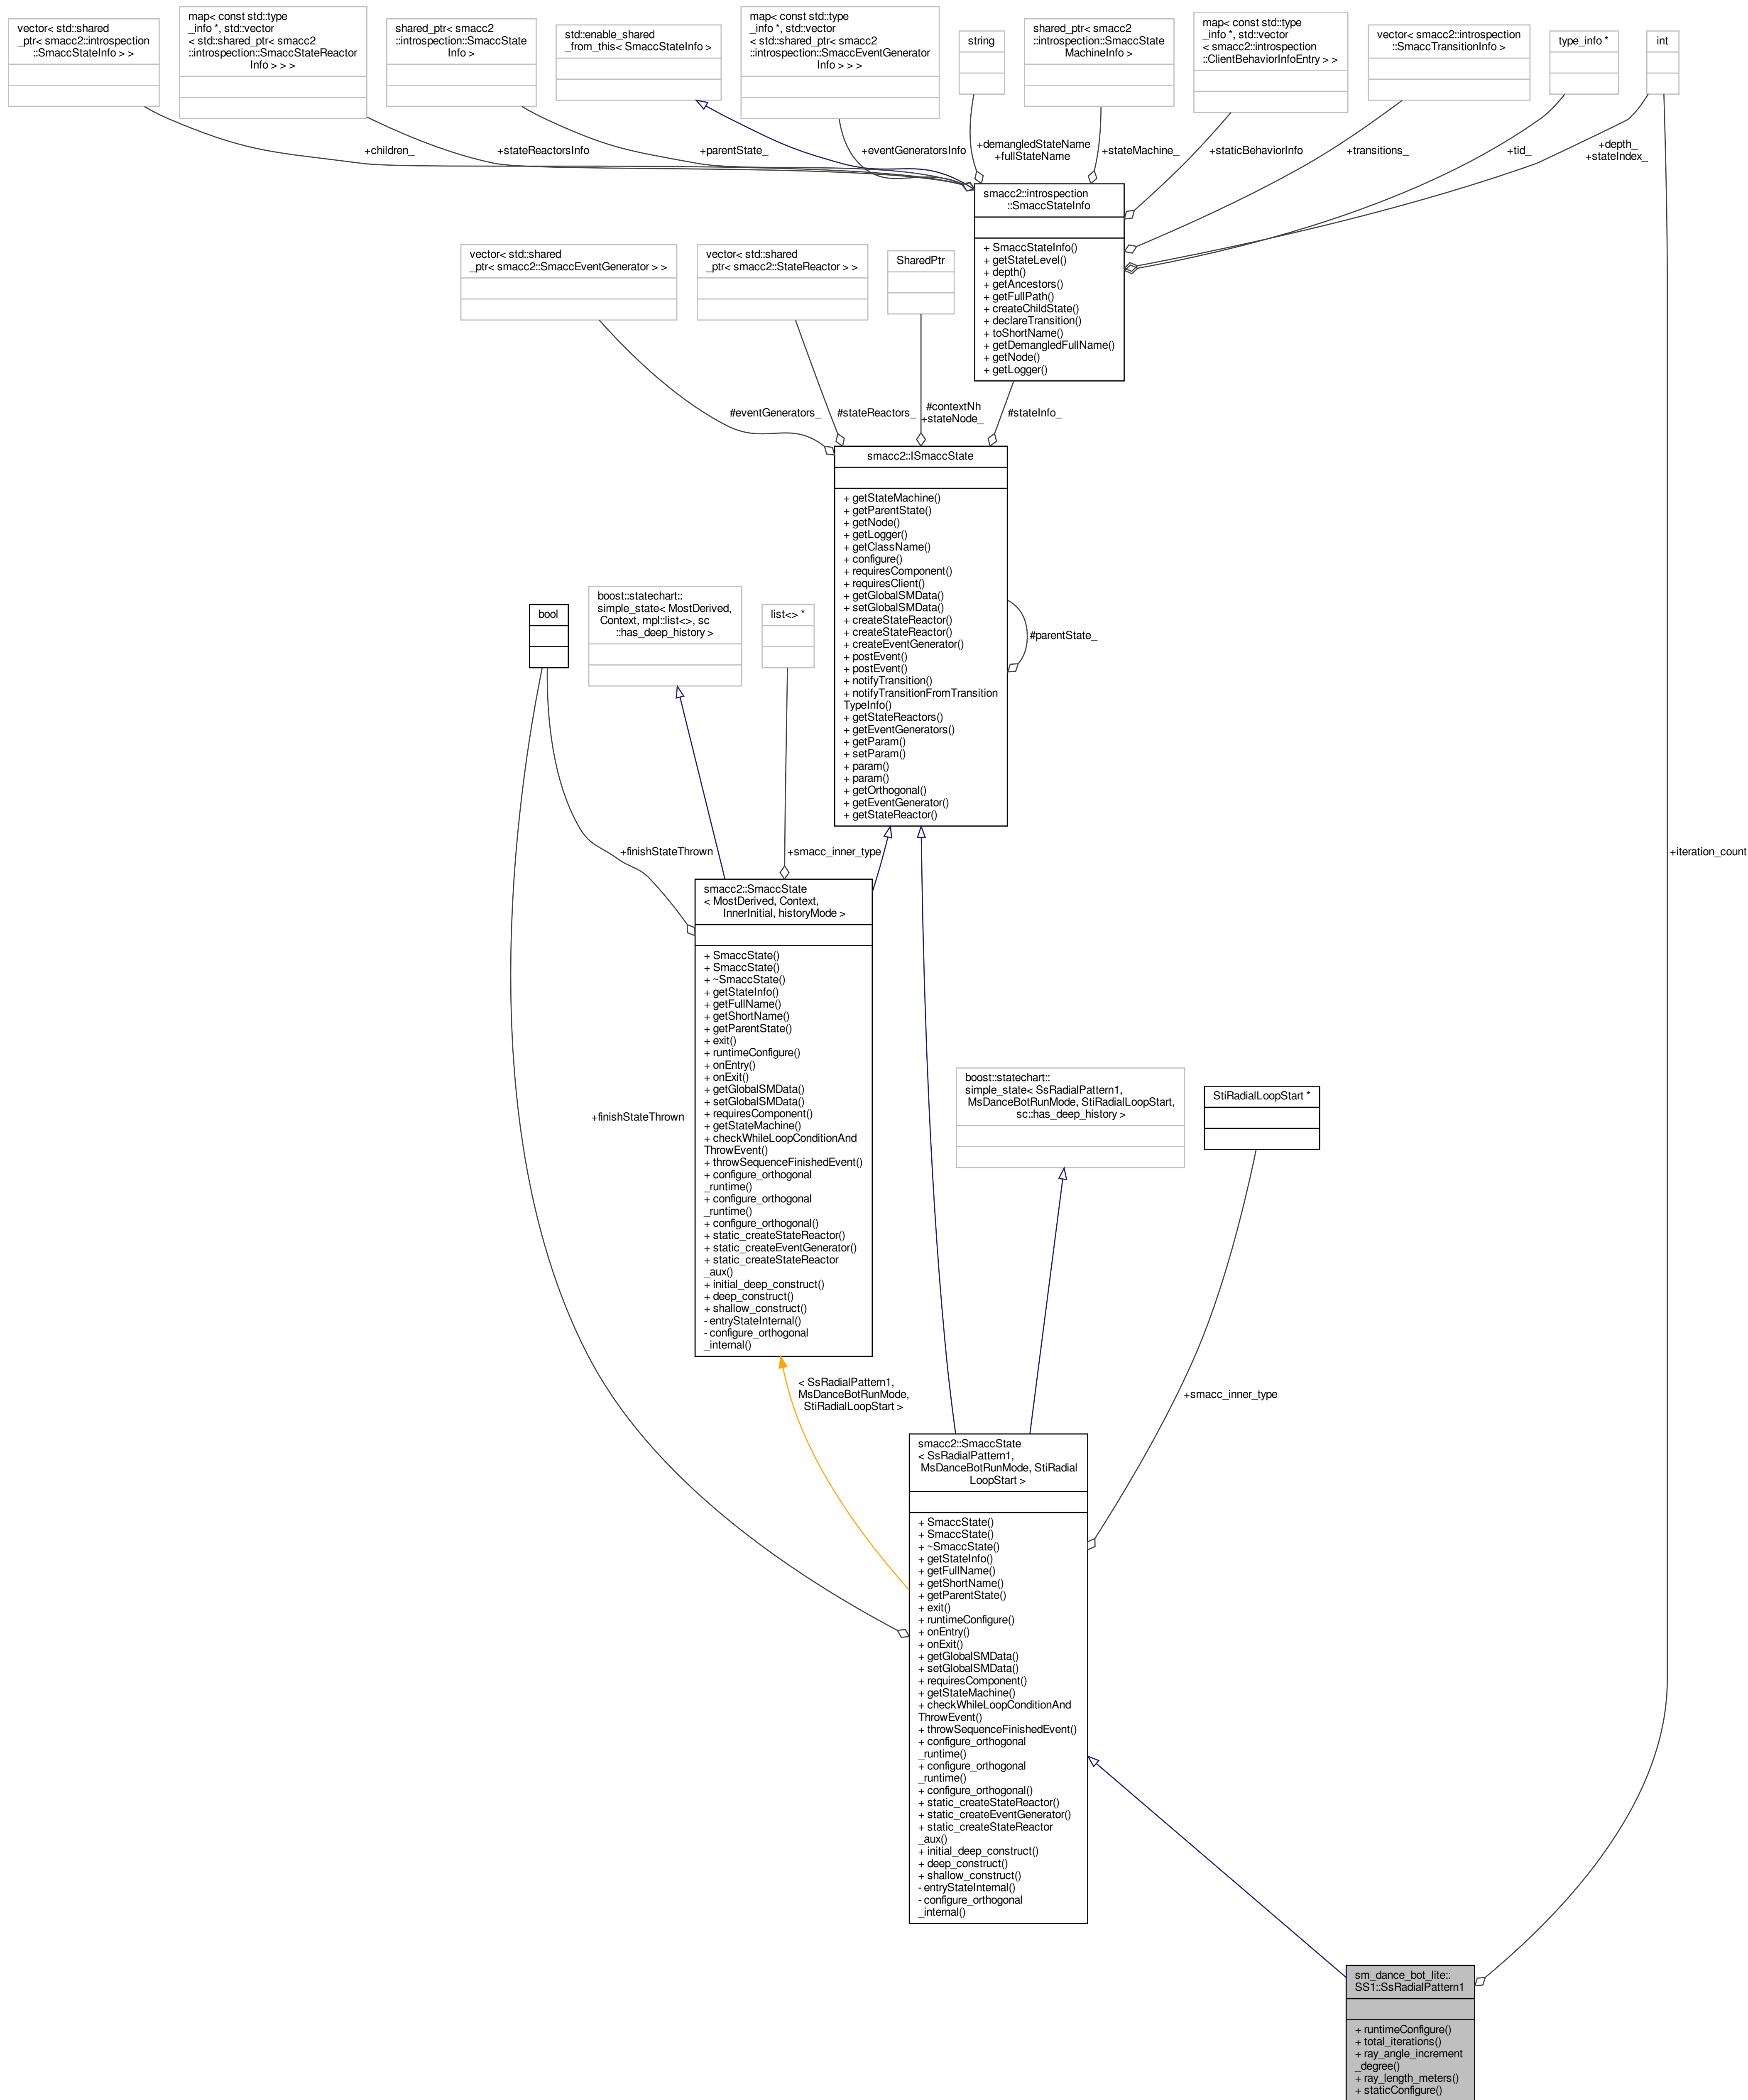 vector< std::shared
_ptr< smacc2::introspection
::SmaccStateInfo > >
map< const std::type
_info *, std::vector
< std::shared_ptr< smacc2
::introspection::SmaccStateReactor
Info > > >
shared_ptr< smacc2
::introspection::SmaccState
Info >
std::enable_shared
_from_this< SmaccStateInfo >
map< const std::type
_info *, std::vector
< std::shared_ptr< smacc2
::introspection::SmaccEventGenerator
Info > > >
string
shared_ptr< smacc2
::introspection::SmaccState
MachineInfo >
map< const std::type
_info *, std::vector
< smacc2::introspection
::ClientBehaviorInfoEntry > >
vector< smacc2::introspection
::SmaccTransitionInfo >
type_info *
int
+children_
+stateReactorsInfo
+parentState_
+eventGeneratorsInfo
+demangledStateName
+fullStateName
+stateMachine_
+staticBehaviorInfo
+transitions_
+tid_
+depth_
+stateIndex_
smacc2::introspection
::SmaccStateInfo
+ SmaccStateInfo()
+ getStateLevel()
+ depth()
+ getAncestors()
+ getFullPath()
+ createChildState()
+ declareTransition()
+ toShortName()
+ getDemangledFullName()
+ getNode()
+ getLogger()
vector< std::shared
_ptr< smacc2::SmaccEventGenerator > >
vector< std::shared
_ptr< smacc2::StateReactor > >
SharedPtr
#eventGenerators_
#stateReactors_
#contextNh
+stateNode_
#stateInfo_
smacc2::ISmaccState
+ getStateMachine()
+ getParentState()
+ getNode()
+ getLogger()
+ getClassName()
+ configure()
+ requiresComponent()
+ requiresClient()
+ getGlobalSMData()
+ setGlobalSMData()
+ createStateReactor()
+ createStateReactor()
+ createEventGenerator()
+ postEvent()
+ postEvent()
+ notifyTransition()
+ notifyTransitionFromTransition
TypeInfo()
+ getStateReactors()
+ getEventGenerators()
+ getParam()
+ setParam()
+ param()
+ param()
+ getOrthogonal()
+ getEventGenerator()
+ getStateReactor()
#parentState_
bool
boost::statechart::
simple_state< MostDerived,
Context, mpl::list<>, sc
::has_deep_history >
list<> *
+finishStateThrown
+smacc_inner_type
+iteration_count
smacc2::SmaccState
< MostDerived, Context,
InnerInitial, historyMode >
+ SmaccState()
+ SmaccState()
+ ~SmaccState()
+ getStateInfo()
+ getFullName()
+ getShortName()
+ getParentState()
+ exit()
+ runtimeConfigure()
+ onEntry()
+ onExit()
+ getGlobalSMData()
+ setGlobalSMData()
+ requiresComponent()
+ getStateMachine()
+ checkWhileLoopConditionAnd
ThrowEvent()
+ throwSequenceFinishedEvent()
+ configure_orthogonal
_runtime()
+ configure_orthogonal
_runtime()
+ configure_orthogonal()
+ static_createStateReactor()
+ static_createEventGenerator()
+ static_createStateReactor
_aux()
+ initial_deep_construct()
+ deep_construct()
+ shallow_construct()
- entryStateInternal()
- configure_orthogonal
_internal()
+finishStateThrown
boost::statechart::
simple_state< SsRadialPattern1,
MsDanceBotRunMode, StiRadialLoopStart,
sc::has_deep_history >
StiRadialLoopStart *
< SsRadialPattern1,
MsDanceBotRunMode,
StiRadialLoopStart >
+smacc_inner_type
smacc2::SmaccState
< SsRadialPattern1,
MsDanceBotRunMode, StiRadial
LoopStart >
+ SmaccState()
+ SmaccState()
+ ~SmaccState()
+ getStateInfo()
+ getFullName()
+ getShortName()
+ getParentState()
+ exit()
+ runtimeConfigure()
+ onEntry()
+ onExit()
+ getGlobalSMData()
+ setGlobalSMData()
+ requiresComponent()
+ getStateMachine()
+ checkWhileLoopConditionAnd
ThrowEvent()
+ throwSequenceFinishedEvent()
+ configure_orthogonal
_runtime()
+ configure_orthogonal
_runtime()
+ configure_orthogonal()
+ static_createStateReactor()
+ static_createEventGenerator()
+ static_createStateReactor
_aux()
+ initial_deep_construct()
+ deep_construct()
+ shallow_construct()
- entryStateInternal()
- configure_orthogonal
_internal()
sm_dance_bot_lite::
SS1::SsRadialPattern1
+ runtimeConfigure()
+ total_iterations()
+ ray_angle_increment
_degree()
+ ray_length_meters()
+ staticConfigure()